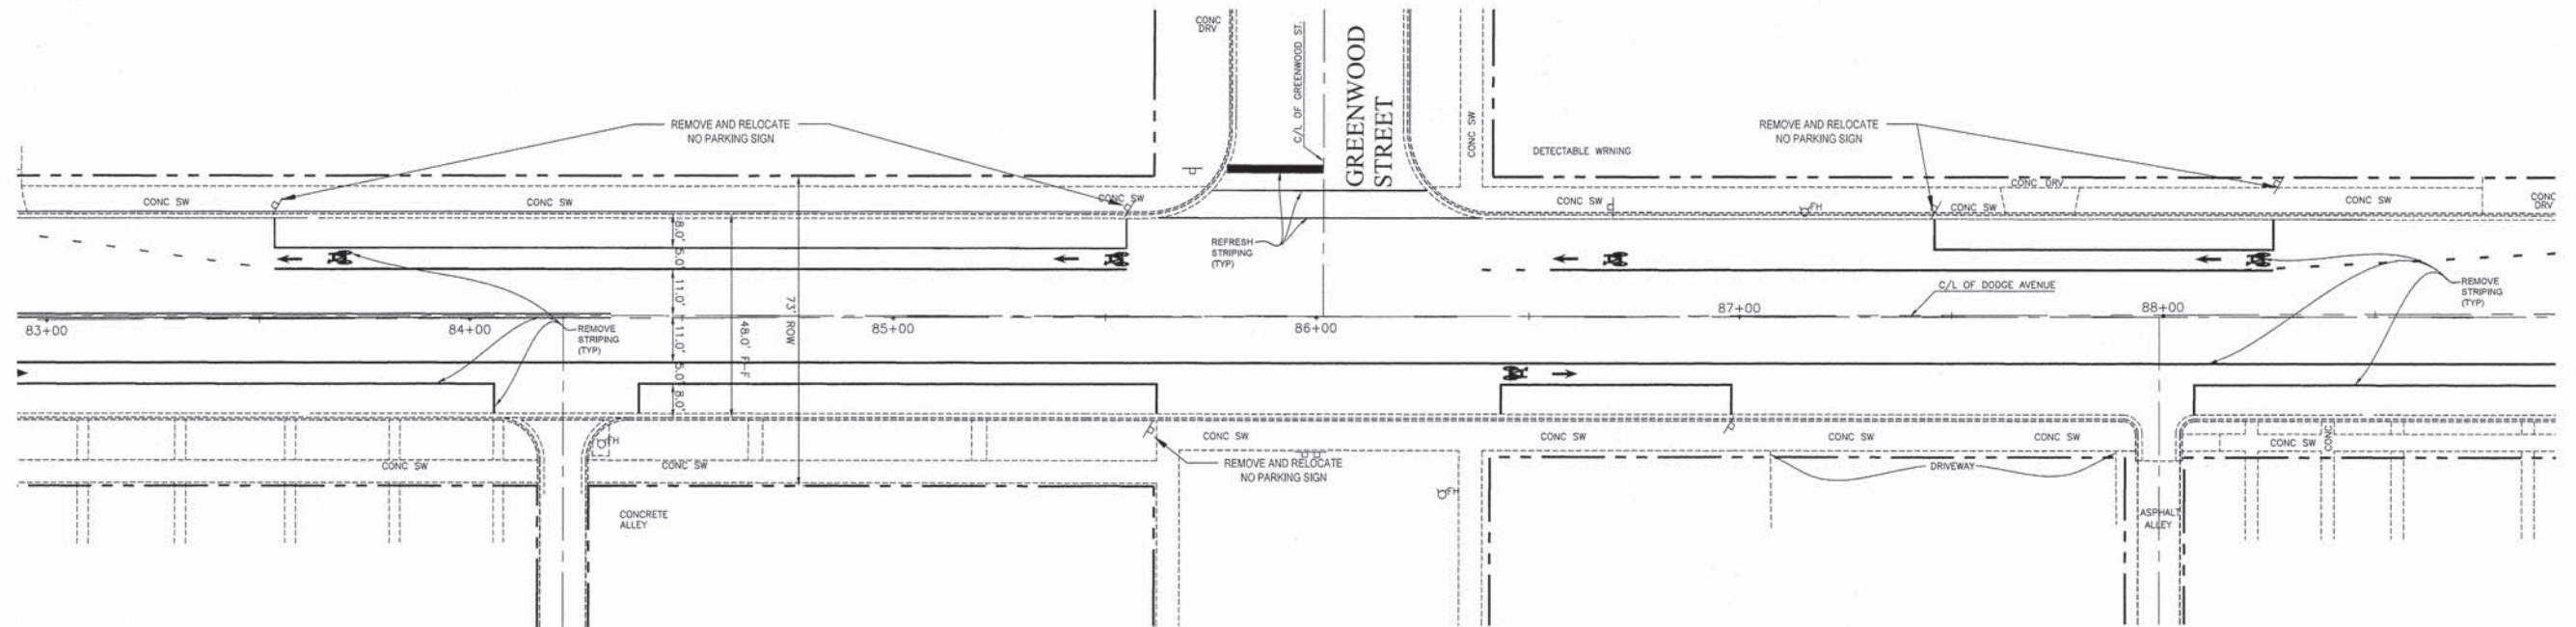 CONC
DRV
C/L OF GREENWOOD ST.
GREENWOOD
STREET
CONC SW
REMOVE AND RELOCATE
NO PARKING SIGN
DETECTABLE WRNING
REMOVE AND RELOCATE
NO PARKING SIGN
CONC SW
CONC SW
CONC SW
CONC SW
FH
CONC SW
CONC DRV
CONC SW
CONC
DRV
8.0'
5.0'
11.0'
11.0'
5.0'
8.0'
48.0' F-F
73' ROW
REFRESH
STRIPING
(TYP)
C/L OF DODGE AVENUE
REMOVE
STRIPING
(TYP)
83+00
84+00
85+00
86+00
87+00
88+00
REMOVE
STRIPING
(TYP)
FH
CONC SW
CONC SW
CONC SW
CONC SW
CONC SW
CONC SW
CONC SW
CONC
REMOVE AND RELOCATE
NO PARKING SIGN
DRIVEWAY
FH
CONCRETE
ALLEY
ASPHALT
ALLEY